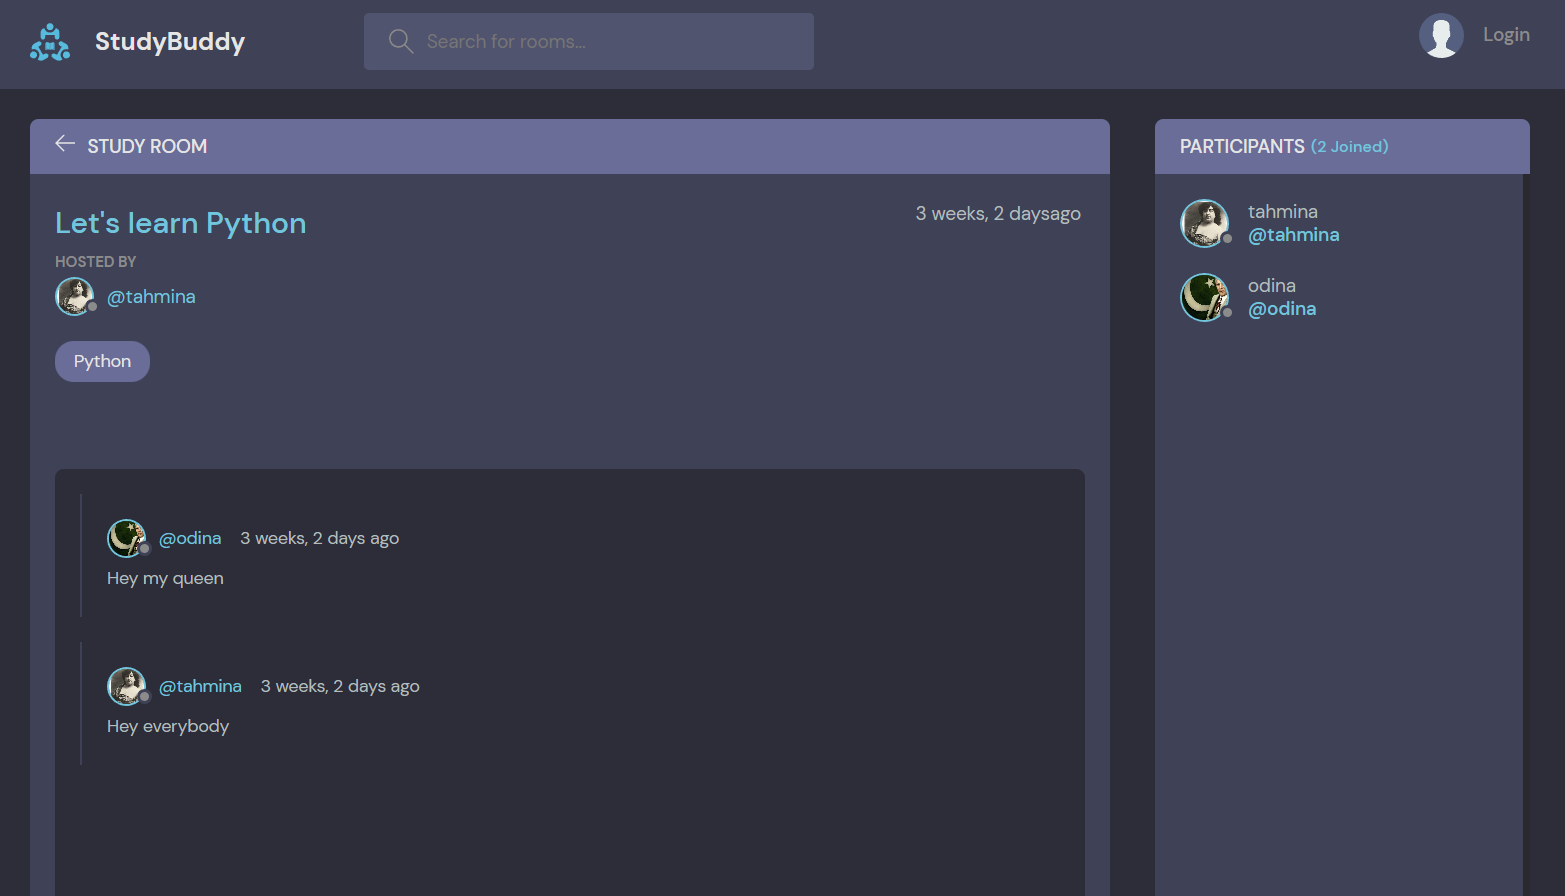 StudyBuddy
Search for rooms...
Login
STUDY ROOM
Let's learn Python
3 weeks, 2 daysago
HOSTED BY
@tahmina
Python
@odina 3 weeks, 2 days ago
Hey my queen
@tahmina 3 weeks, 2 days ago
Hey everybody
PARTICIPANTS (2 Joined)
tahmina
@tahmina
odina
@odina